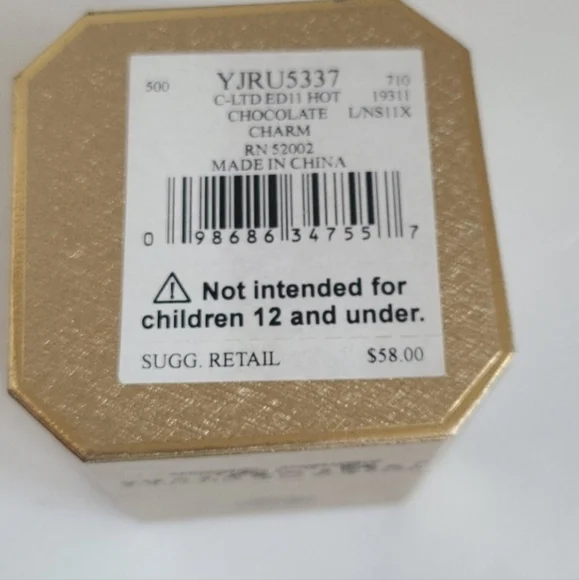 500 YJRU5337 710
C-LTD ED11 HOT 19311
CHOCOLATE L/NS11X
CHARM
RN 52002
MADE IN CHINA
0 98686 34755 7
Not intended for
children 12 and under.
SUGG. RETAIL $58.00